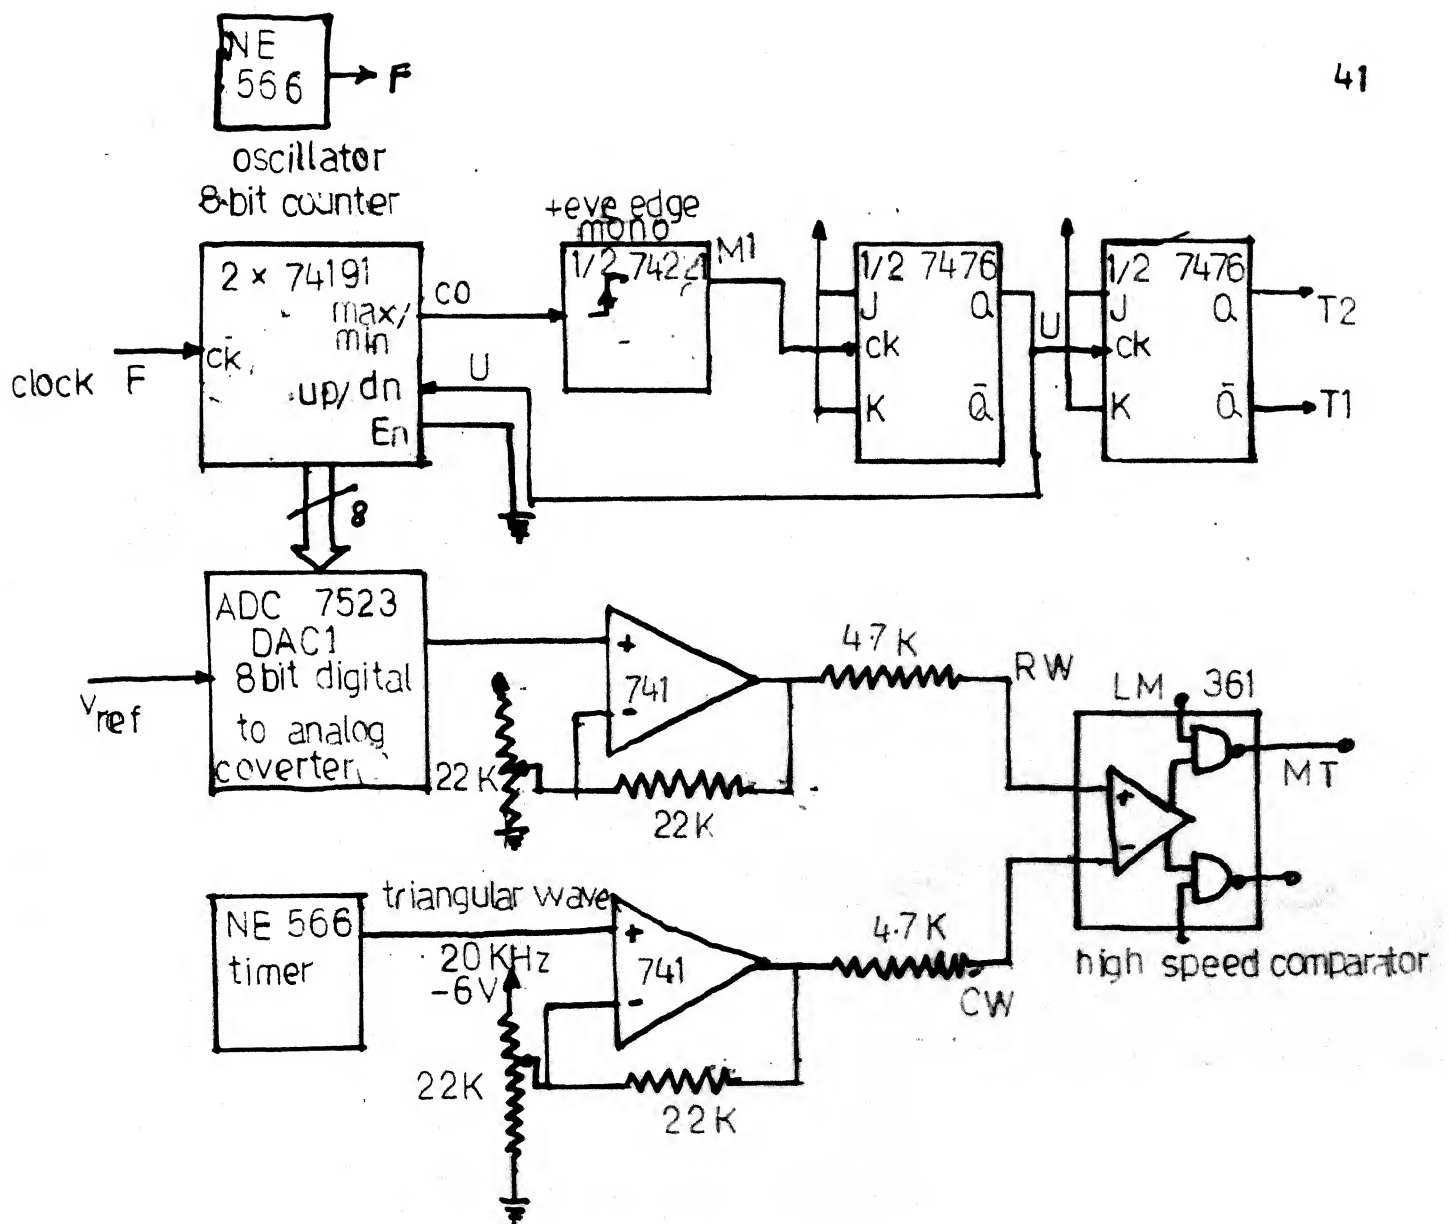 41
NE
566
F
oscillator
8-bit counter
2 × 74191
max/
min
ck
up/dn
En
clock F
CO
U
+eve edge
mono
1/2 74221
M1
1/2 7476
J
Q
ck
K
Q̄
U
1/2 7476
J
Q
ck
K
Q̄
T2
T1
8
ADC 7523
DAC1
8bit digital
to analog
coverter
Vref
+
741
-
22K
22K
4.7K
RW
LM 361
+
-
MT
high speed comparator
NE 566
timer
triangular wave
20KHz
-6V
+
741
-
22K
22K
4.7K
CW